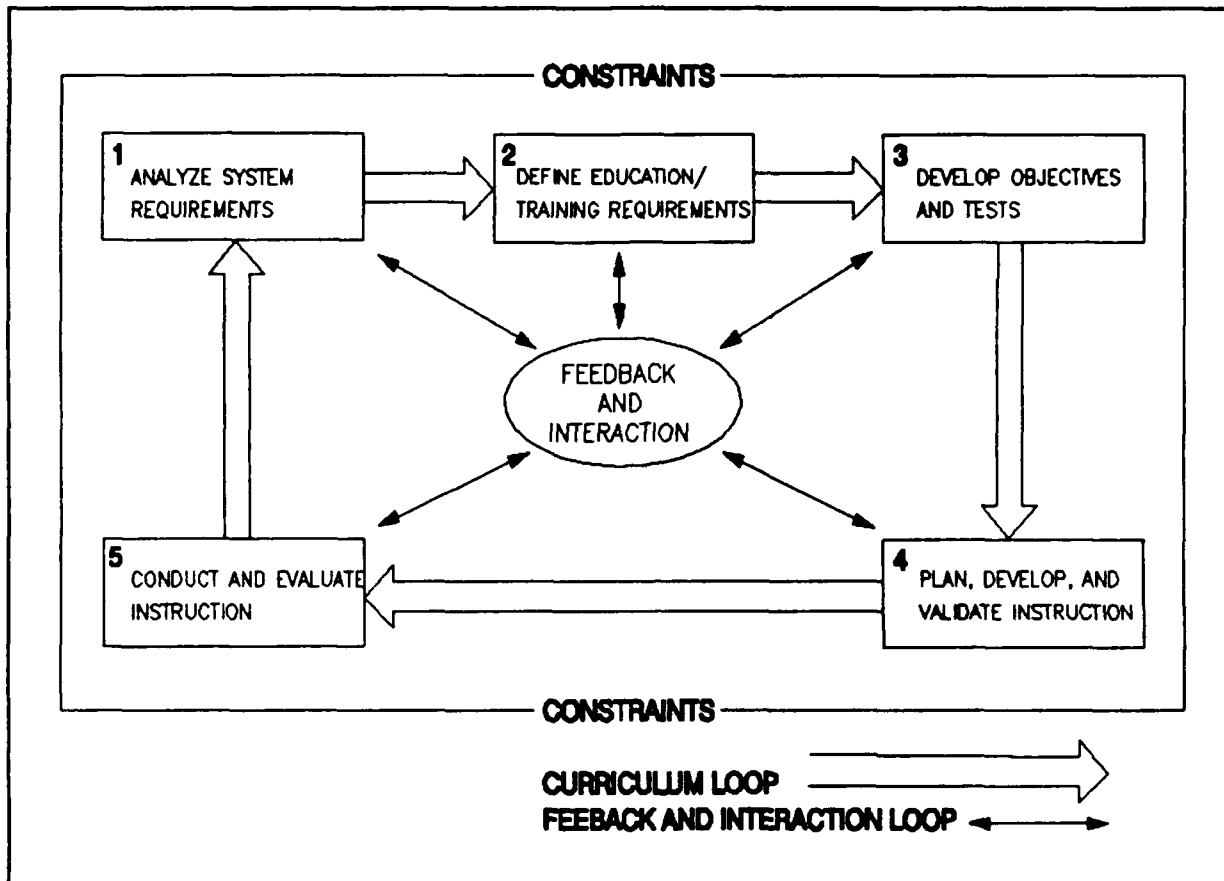 CONSTRAINTS
1
ANALYZE SYSTEM
REQUIREMENTS
2
DEFINE EDUCATION/
TRAINING REQUIREMENTS
3
DEVELOP OBJECTIVES
AND TESTS
FEEDBACK
AND
INTERACTION
5
CONDUCT AND EVALUATE
INSTRUCTION
4
PLAN, DEVELOP, AND
VALIDATE INSTRUCTION
CONSTRAINTS
CURRICULUM LOOP
FEEBACK AND INTERACTION LOOP